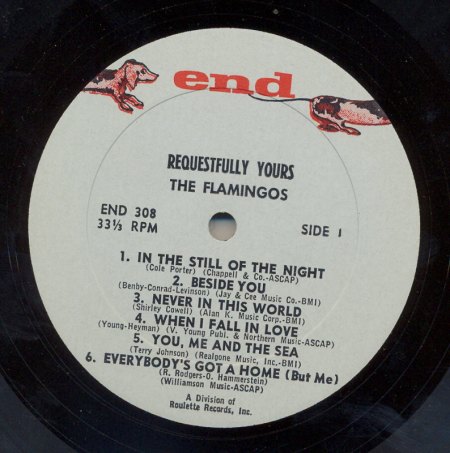 end
REQUESTFULLY YOURS
THE FLAMINGOS
END 308
33⅓ RPM
SIDE 1
1. IN THE STILL OF THE NIGHT
(Cole Porter) (Chappell & Co.-ASCAP)
2. BESIDE YOU
(Benby-Conrad-Levinson) (Jay & Cee Music Co.-BMI)
3. NEVER IN THIS WORLD
(Shirley Cowell) (Alan K. Music Corp.-BMI)
4. WHEN I FALL IN LOVE
(Young-Heyman) (V. Young Publ. & Northern Music-ASCAP)
5. YOU, ME AND THE SEA
(Terry Johnson) (Realgone Music, Inc.-BMI)
6. EVERYBODY'S GOT A HOME (But Me)
(R. Rodgers-O. Hammerstein)
(Williamson Music-ASCAP)
A Division of
Roulette Records, Inc.